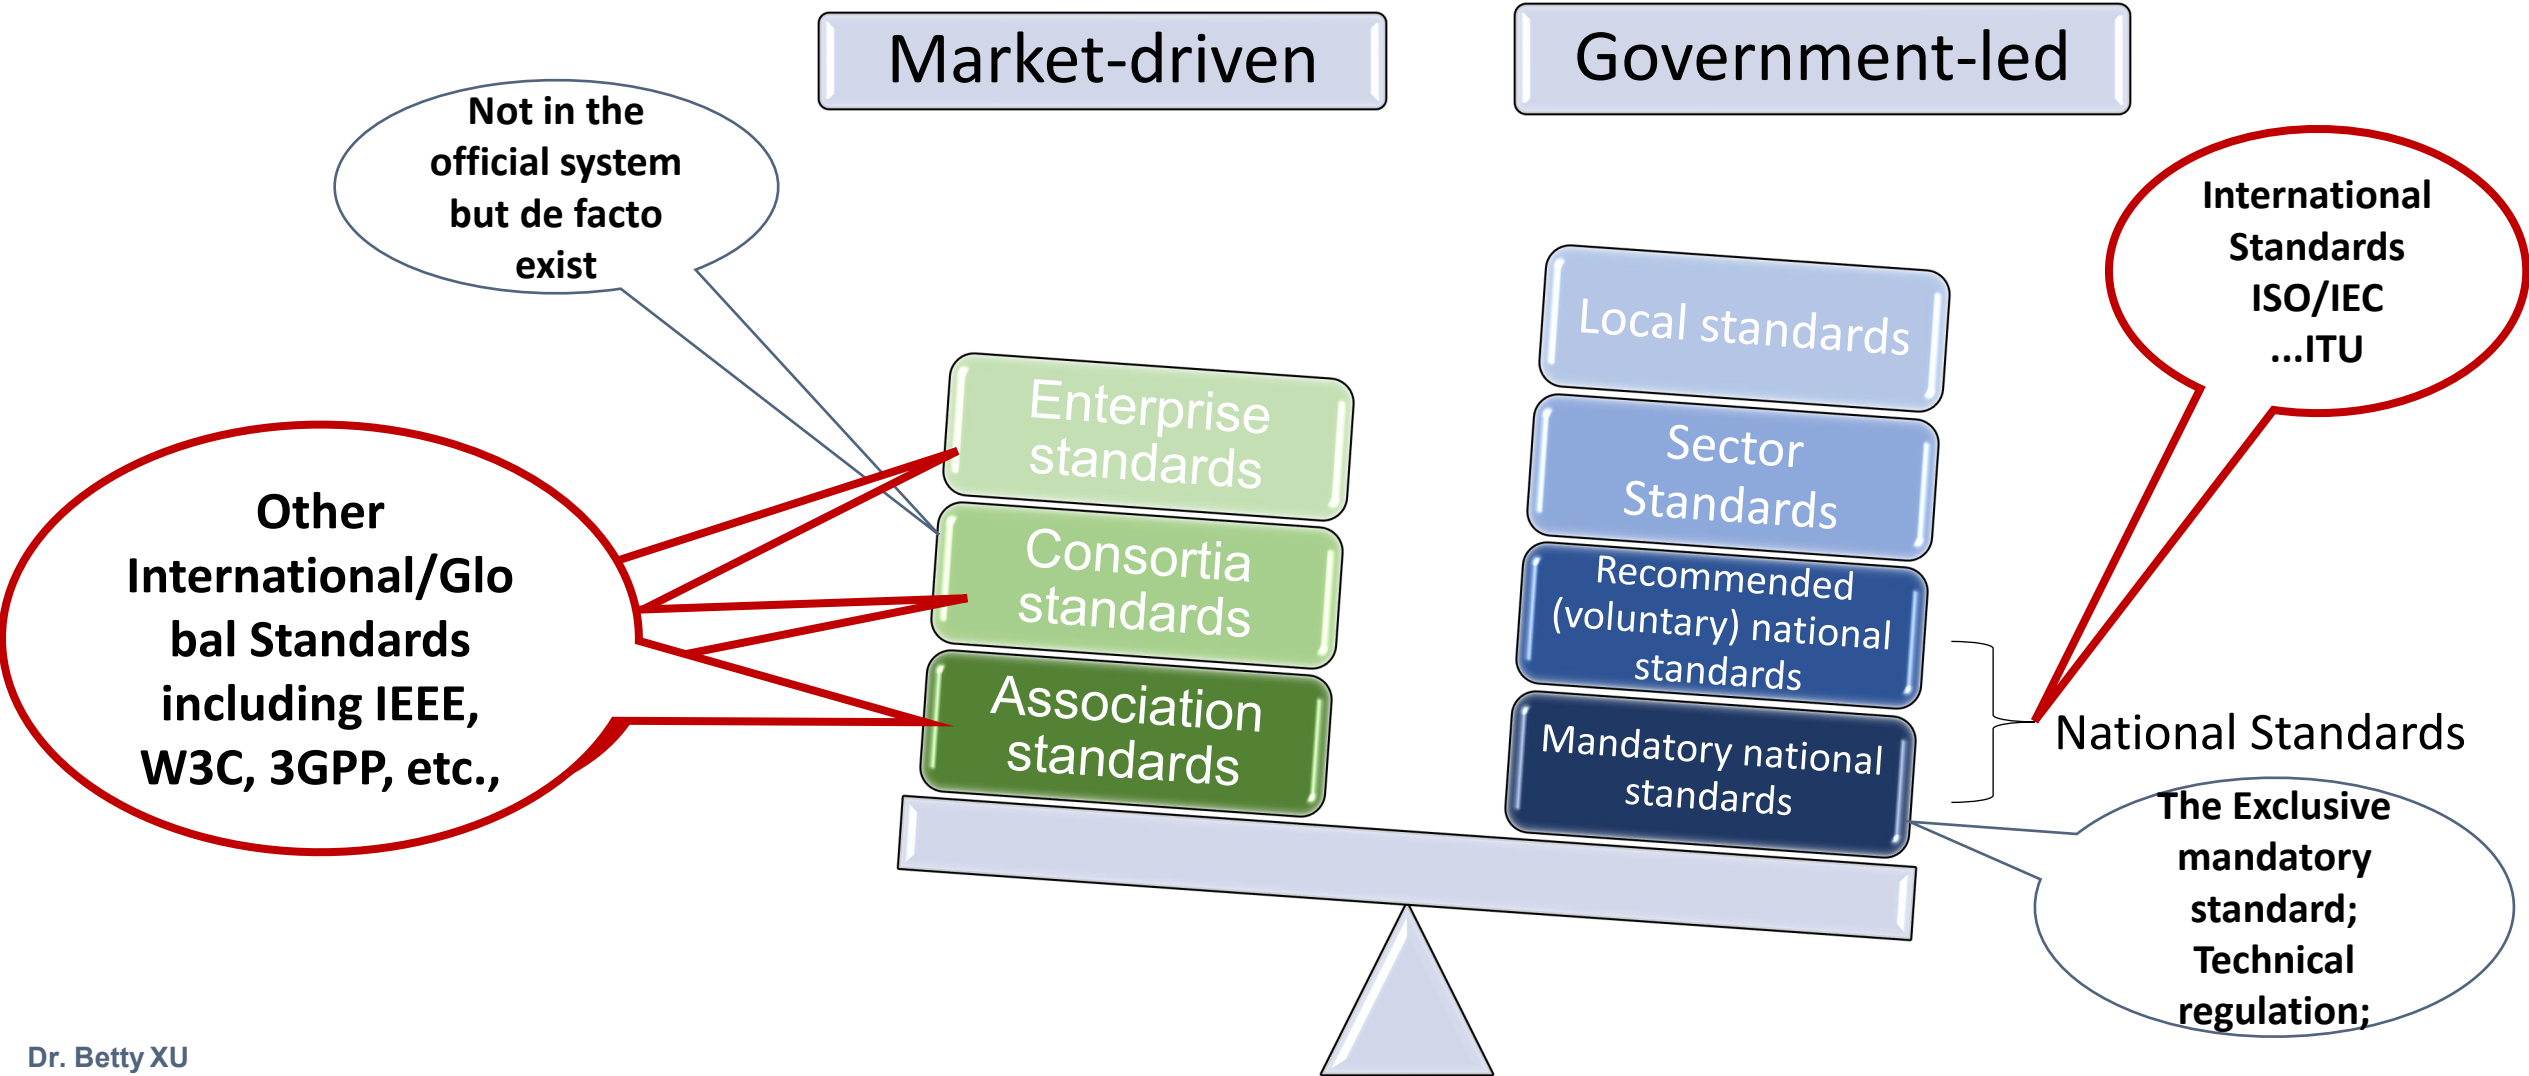 Market-driven
Government-led
Not in the
official system
but de facto
exist
International
Standards
ISO/IEC
...ITU
Local standards
Enterprise
standards
Sector
Standards
Other
International/Glo
bal Standards
including IEEE,
W3C, 3GPP, etc.,
Consortia
standards
Recommended
(voluntary) national
standards
Association
standards
Mandatory national
standards
National Standards
The Exclusive
mandatory
standard;
Technical
regulation;
Dr. Betty XU